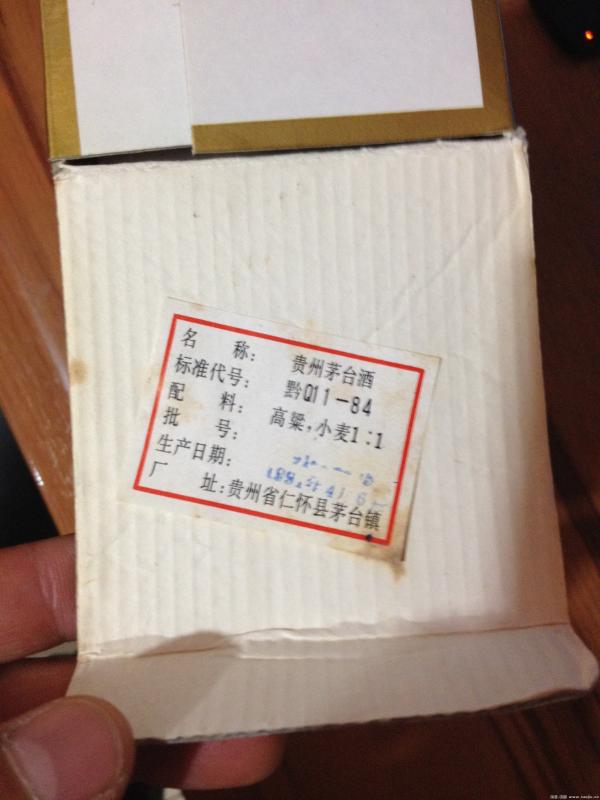 名 称: 贵州茅台酒
标准代号: 黔Q11-84
配 料: 高粱,小麦1:1
批 号:
生产日期:
厂 址:贵州省仁怀县茅台镇